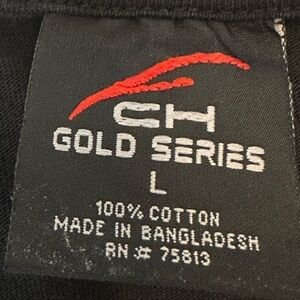 CH
GOLD SERIES
L
100% COTTON
MADE IN BANGLADESH
RN # 75813